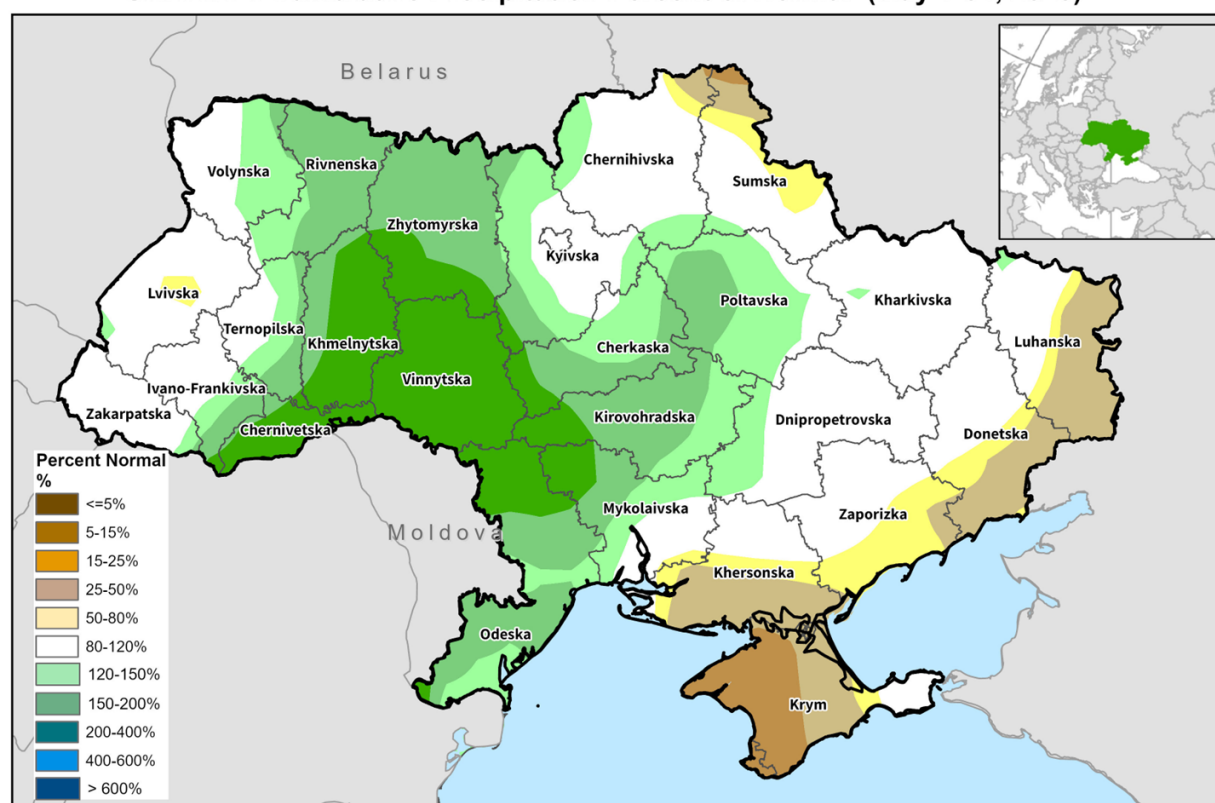 Belarus
Volynska
Rivnenska
Chernihivska
Sumska
Zhytomyrska
Kyivska
Lvivska
Ternopilska
Khmelnytska
Cherkaska
Poltavska
Kharkivska
Luhanska
Ivano-Frankivska
Vinnytska
Zakarpatska
Chernivetska
Kirovohradska
Dnipropetrovska
Donetska
Percent Normal
%
<=5%
5-15%
15-25%
25-50%
50-80%
80-120%
120-150%
150-200%
200-400%
400-600%
> 600%
Moldova
Mykolaivska
Zaporizka
Khersonska
Odeska
Krym